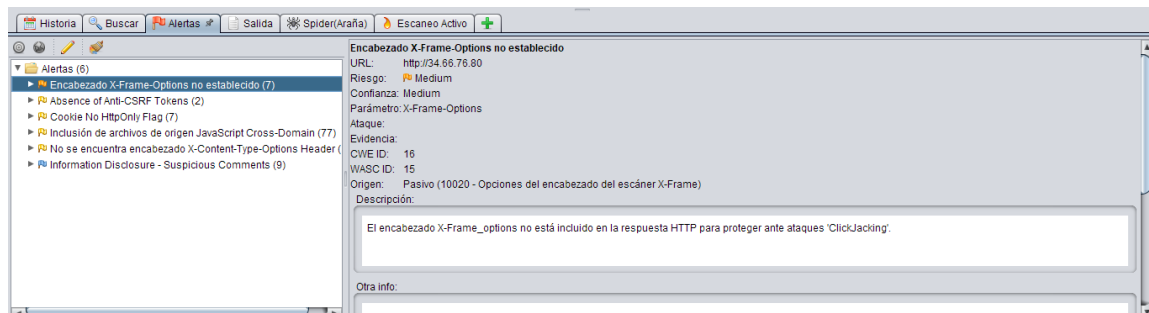 Historia Buscar Alertas Salida Spider(Araña) Escaneo Activo
Alertas (6)
Encabezado X-Frame-Options no establecido (7)
Absence of Anti-CSRF Tokens (2)
Cookie No HttpOnly Flag (7)
Inclusión de archivos de origen JavaScript Cross-Domain (77)
No se encuentra encabezado X-Content-Type-Options Header (
Information Disclosure - Suspicious Comments (9)
Encabezado X-Frame-Options no establecido
URL: http://34.66.76.80
Riesgo: Medium
Confianza: Medium
Parámetro: X-Frame-Options
Ataque:
Evidencia:
CWE ID: 16
WASC ID: 15
Origen: Pasivo (10020 - Opciones del encabezado del escáner X-Frame)
Descripción:
El encabezado X-Frame_options no está incluido en la respuesta HTTP para proteger ante ataques 'ClickJacking'.
Otra info: